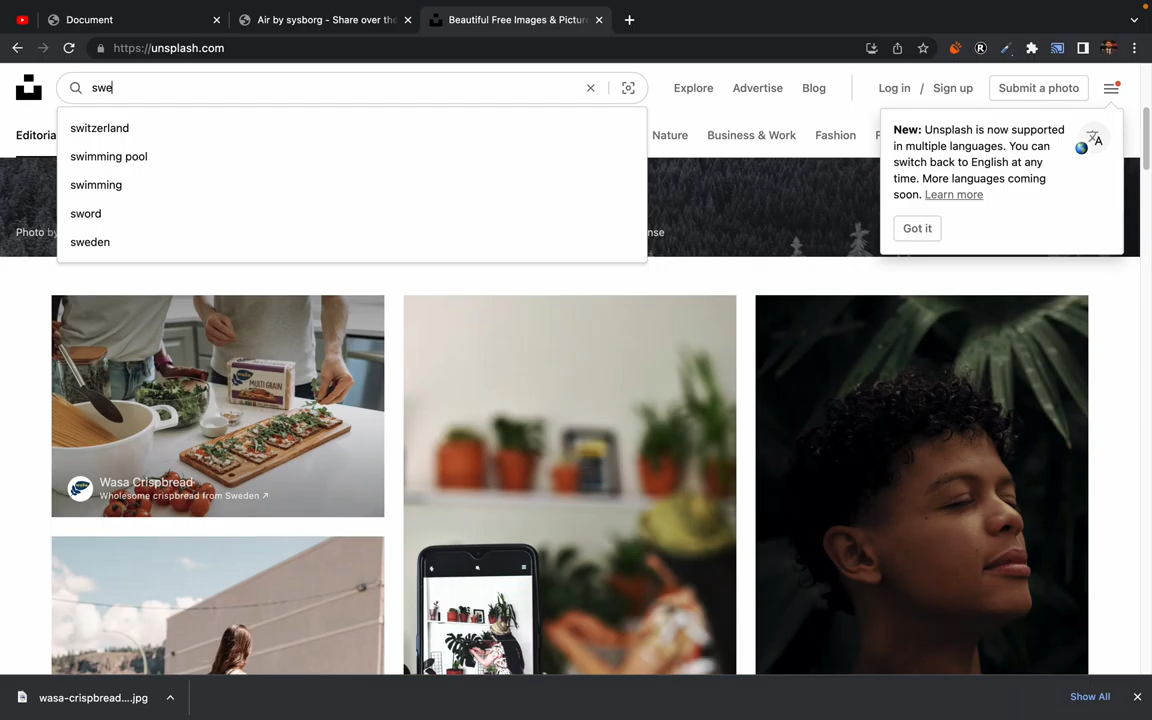 Document
Air by sysborg - Share over the
Beautiful Free Images & Pictur
https://unsplash.com
swe
Explore
Advertise
Blog
Log in / Sign up
Submit a photo
Editoria
Nature
Business & Work
Fashion
F
switzerland
swimming pool
swimming
sword
sweden
New: Unsplash is now supported
in multiple languages. You can
switch back to English at any
time. More languages coming
soon. Learn more
Got it
Photo by
nse
MULTI GRAIN
Wasa Crispbread
Wholesome crispbread from Sweden ↗
wasa-crispbread....jpg
Show All